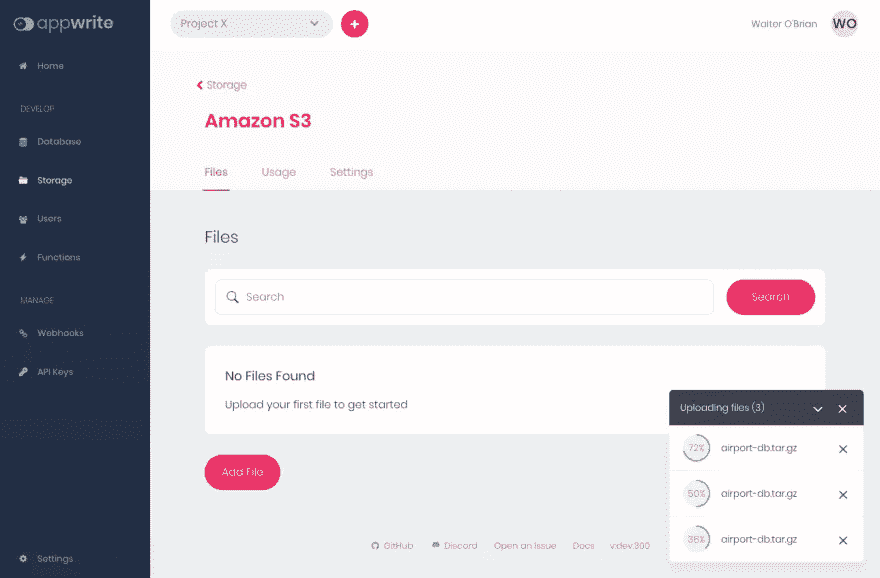 appwrite
Project X
+
Walter O'Brian
WO
Home
DEVELOP
Database
Storage
Users
Functions
MANAGE
Webhooks
API Keys
Settings
Storage
Amazon S3
Files
Usage
Settings
Files
Search
Search
No Files Found
Upload your first file to get started
Add File
Uploading files (3)
72%
airport-db.tar.gz
50%
airport-db.tar.gz
36%
airport-db.tar.gz
GitHub
Discord
Open an Issue
Docs
v:dev.300